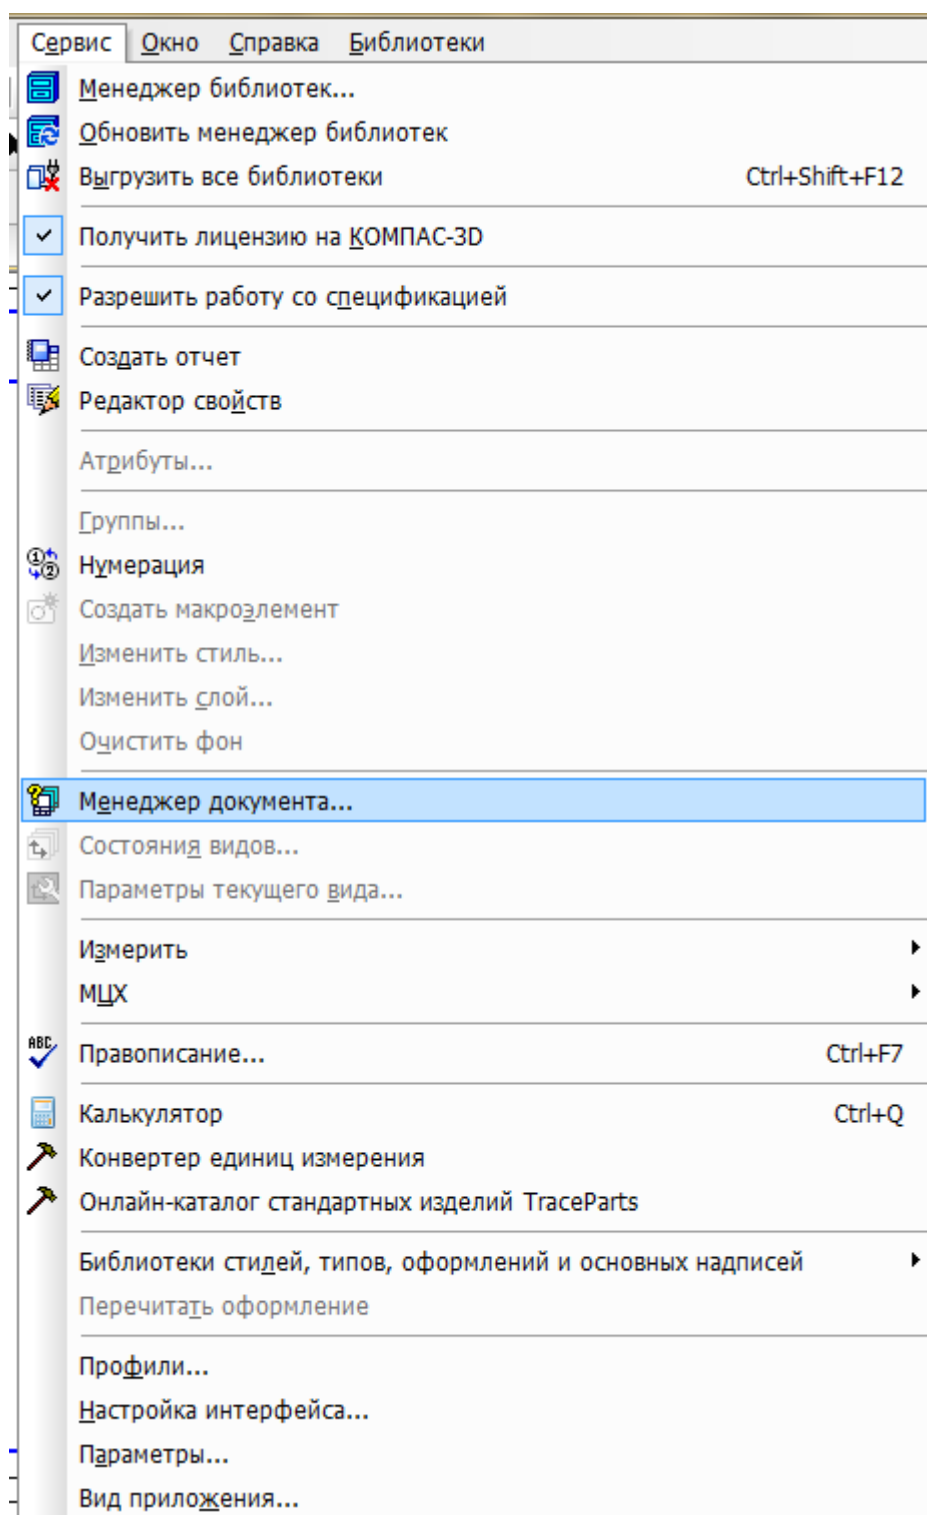 Сервис Окно Справка Библиотеки
Менеджер библиотек...
Обновить менеджер библиотек
Выгрузить все библиотеки Ctrl+Shift+F12
Получить лицензию на КОМПАС-3D
Разрешить работу со спецификацией
Создать отчет
Редактор свойств
Атрибуты...
Группы...
Нумерация
Создать макроэлемент
Изменить стиль...
Изменить слой...
Очистить фон
Менеджер документа...
Состояния видов...
Параметры текущего вида...
Измерить
МЦХ
ABC Правописание... Ctrl+F7
Калькулятор Ctrl+Q
Конвертер единиц измерения
Онлайн-каталог стандартных изделий TraceParts
Библиотеки стилей, типов, оформлений и основных надписей
Перечитать оформление
Профили...
Настройка интерфейса...
Параметры...
Вид приложения...